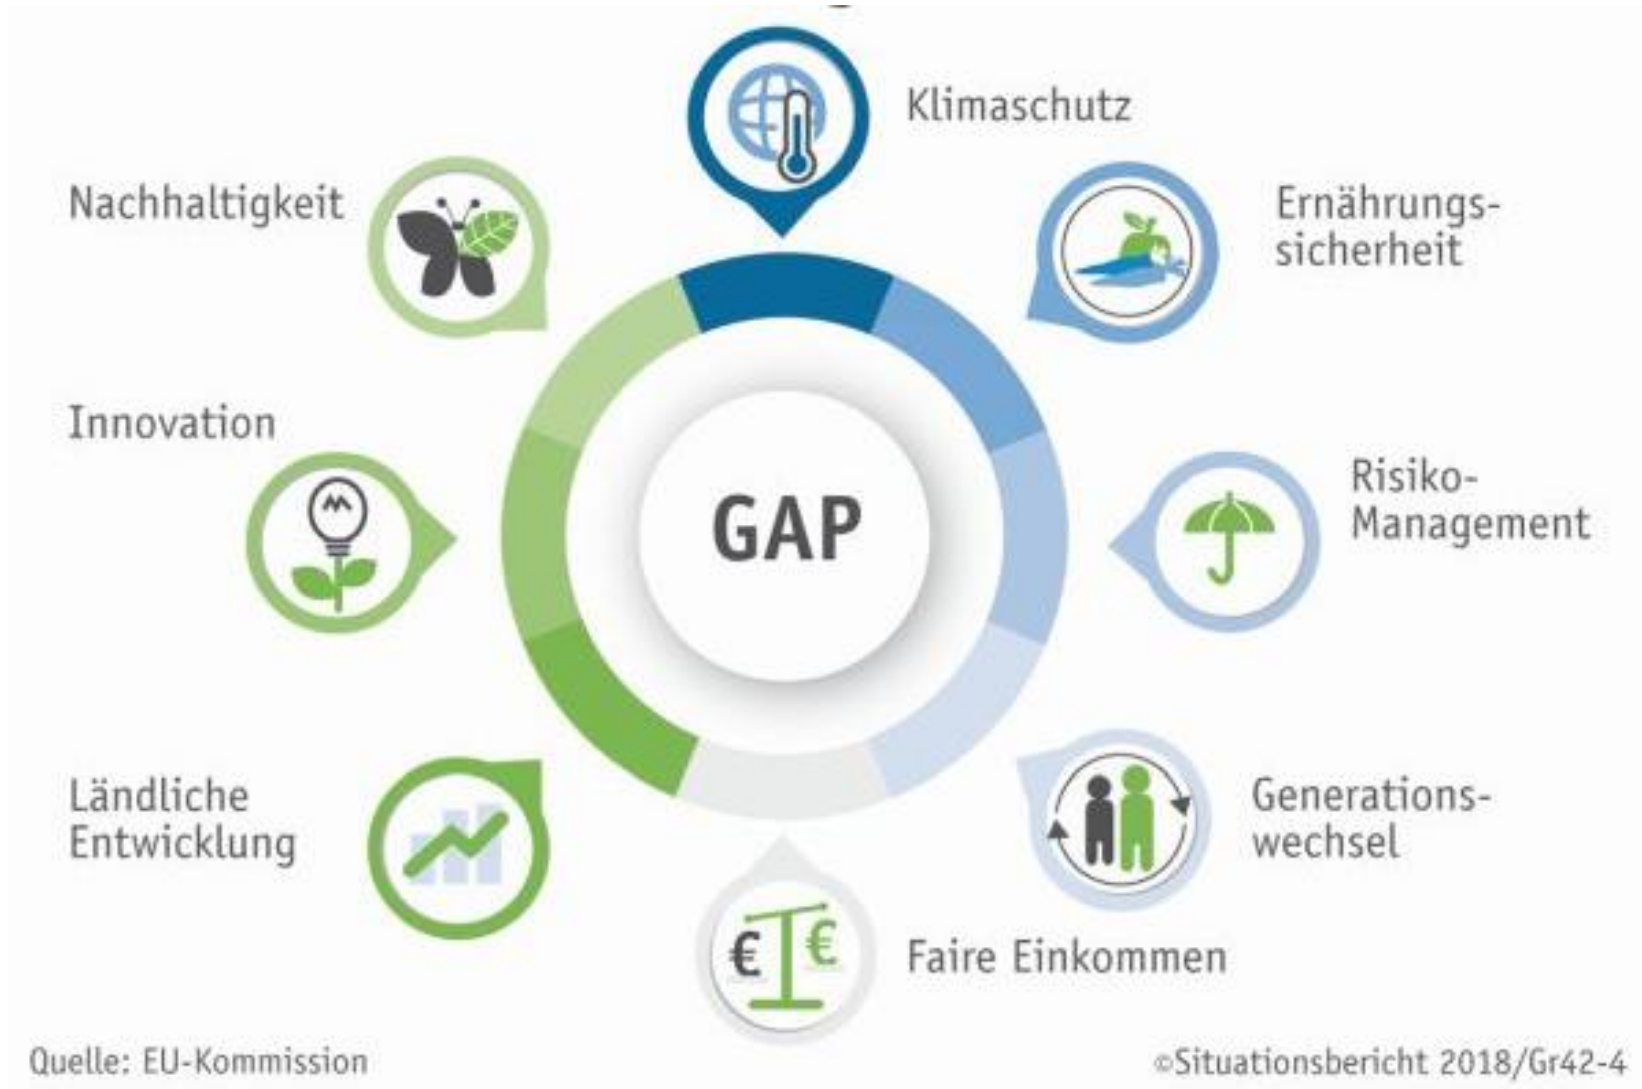 Klimaschutz
Nachhaltigkeit
Ernährungs-
sicherheit
Innovation
Risiko-
Management
GAP
Ländliche
Entwicklung
Generations-
wechsel
€ €
Faire Einkommen
Quelle: EU-Kommission
©Situationsbericht 2018/Gr42-4